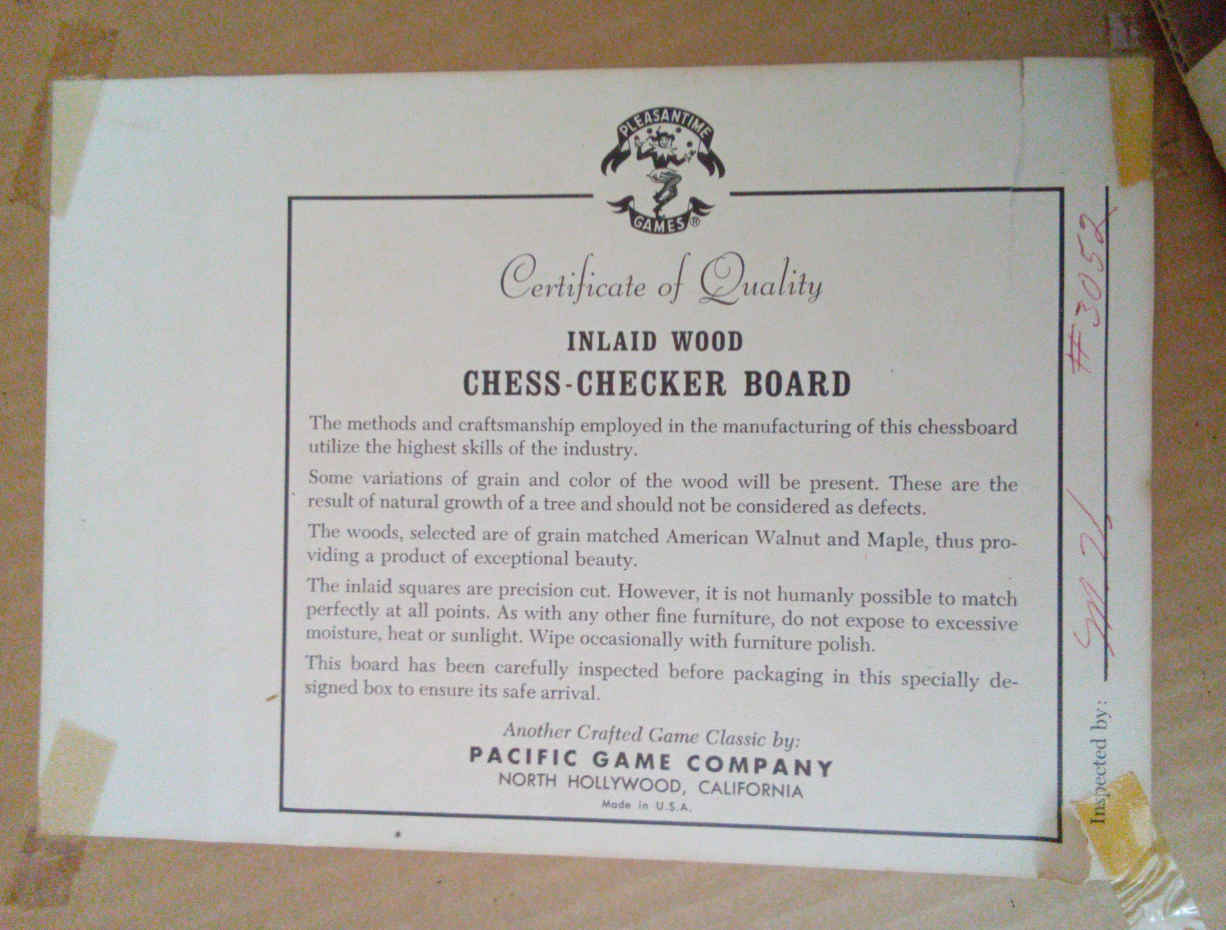 PLEASANTIME
GAMES®
Certificate of Quality
INLAID WOOD
CHESS-CHECKER BOARD
The methods and craftsmanship employed in the manufacturing of this chessboard
utilize the highest skills of the industry.
Some variations of grain and color of the wood will be present. These are the
result of natural growth of a tree and should not be considered as defects.
The woods, selected are of grain matched American Walnut and Maple, thus pro-
viding a product of exceptional beauty.
The inlaid squares are precision cut. However, it is not humanly possible to match
perfectly at all points. As with any other fine furniture, do not expose to excessive
moisture, heat or sunlight. Wipe occasionally with furniture polish.
This board has been carefully inspected before packaging in this specially de-
signed box to ensure its safe arrival.
Another Crafted Game Classic by:
PACIFIC GAME COMPANY
NORTH HOLLYWOOD, CALIFORNIA
Made in U.S.A.
Inspected by: #3052